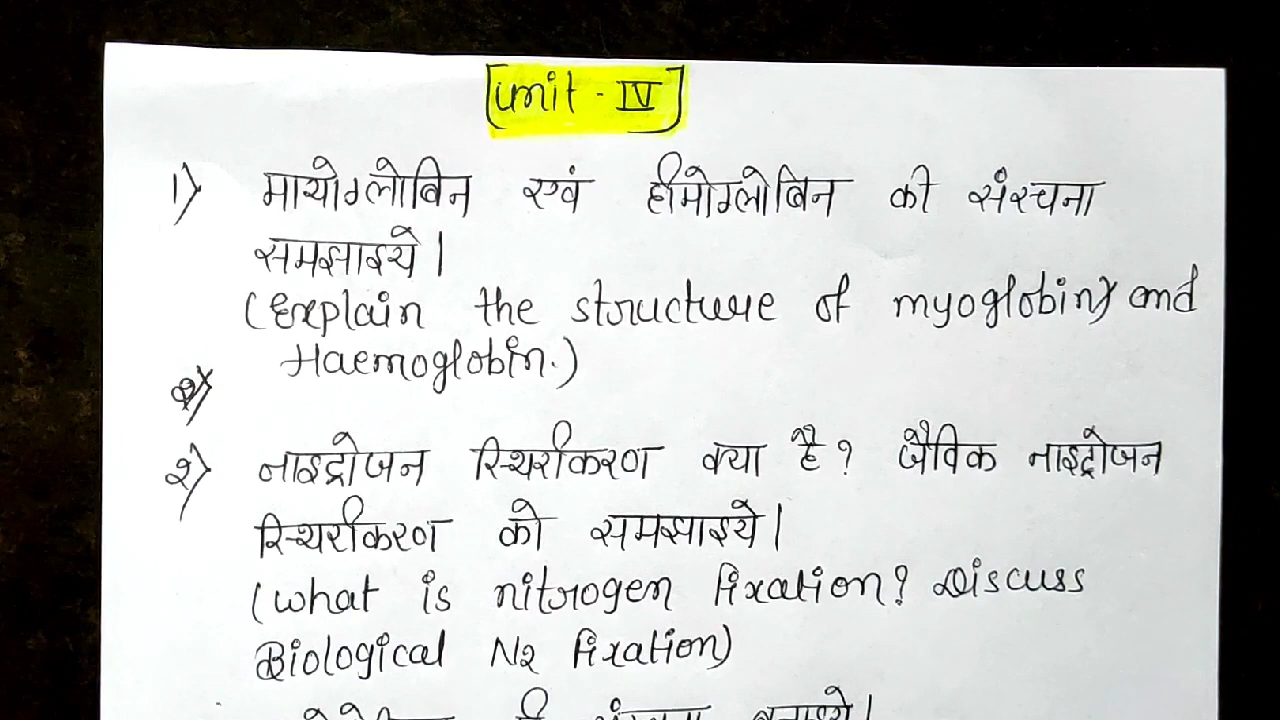 [Unit - IV]
1) मायोग्लोबिन एवं हीमोग्लोबिन की संरचना
समझाइये।
(Explain the structure of myoglobin and
Haemoglobin.)
२) नाइट्रोजन स्थिरीकरण क्या है? जैविक नाइट्रोजन
स्थिरीकरण को समझाइये।
(What is nitrogen fixation? Discuss
Biological N2 fixation)